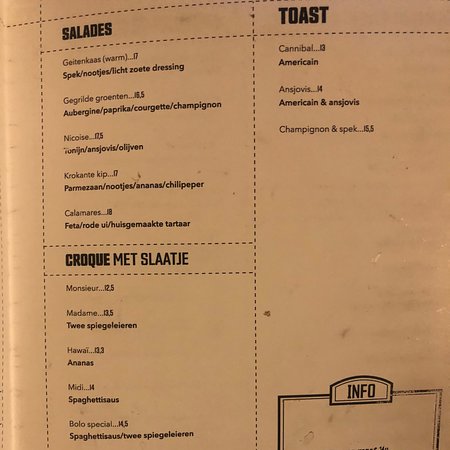 SALADES
Geitenkaas (warm)...17
Spek/nootjes/licht zoete dressing
Gegrilde groenten...16,5
Aubergine/paprika/courgette/champignon
Nicoise...17,5
Tonijn/ansjovis/olijven
Krokante kip...17
Parmezaan/nootjes/ananas/chilipeper
Calamares...18
Feta/rode ui/huisgemaakte tartaar
CROQUE MET SLAATJE
Monsieur...12,5
Madame...13,5
Twee spiegeleieren
Hawaï...13,3
Ananas
Midi...14
Spaghettisaus
Bolo special...14,5
Spaghettisaus/twee spiegeleieren
TOAST
Cannibal...13
Americain
Ansjovis...14
Americain & ansjovis
Champignon & spek...15,5
INFO